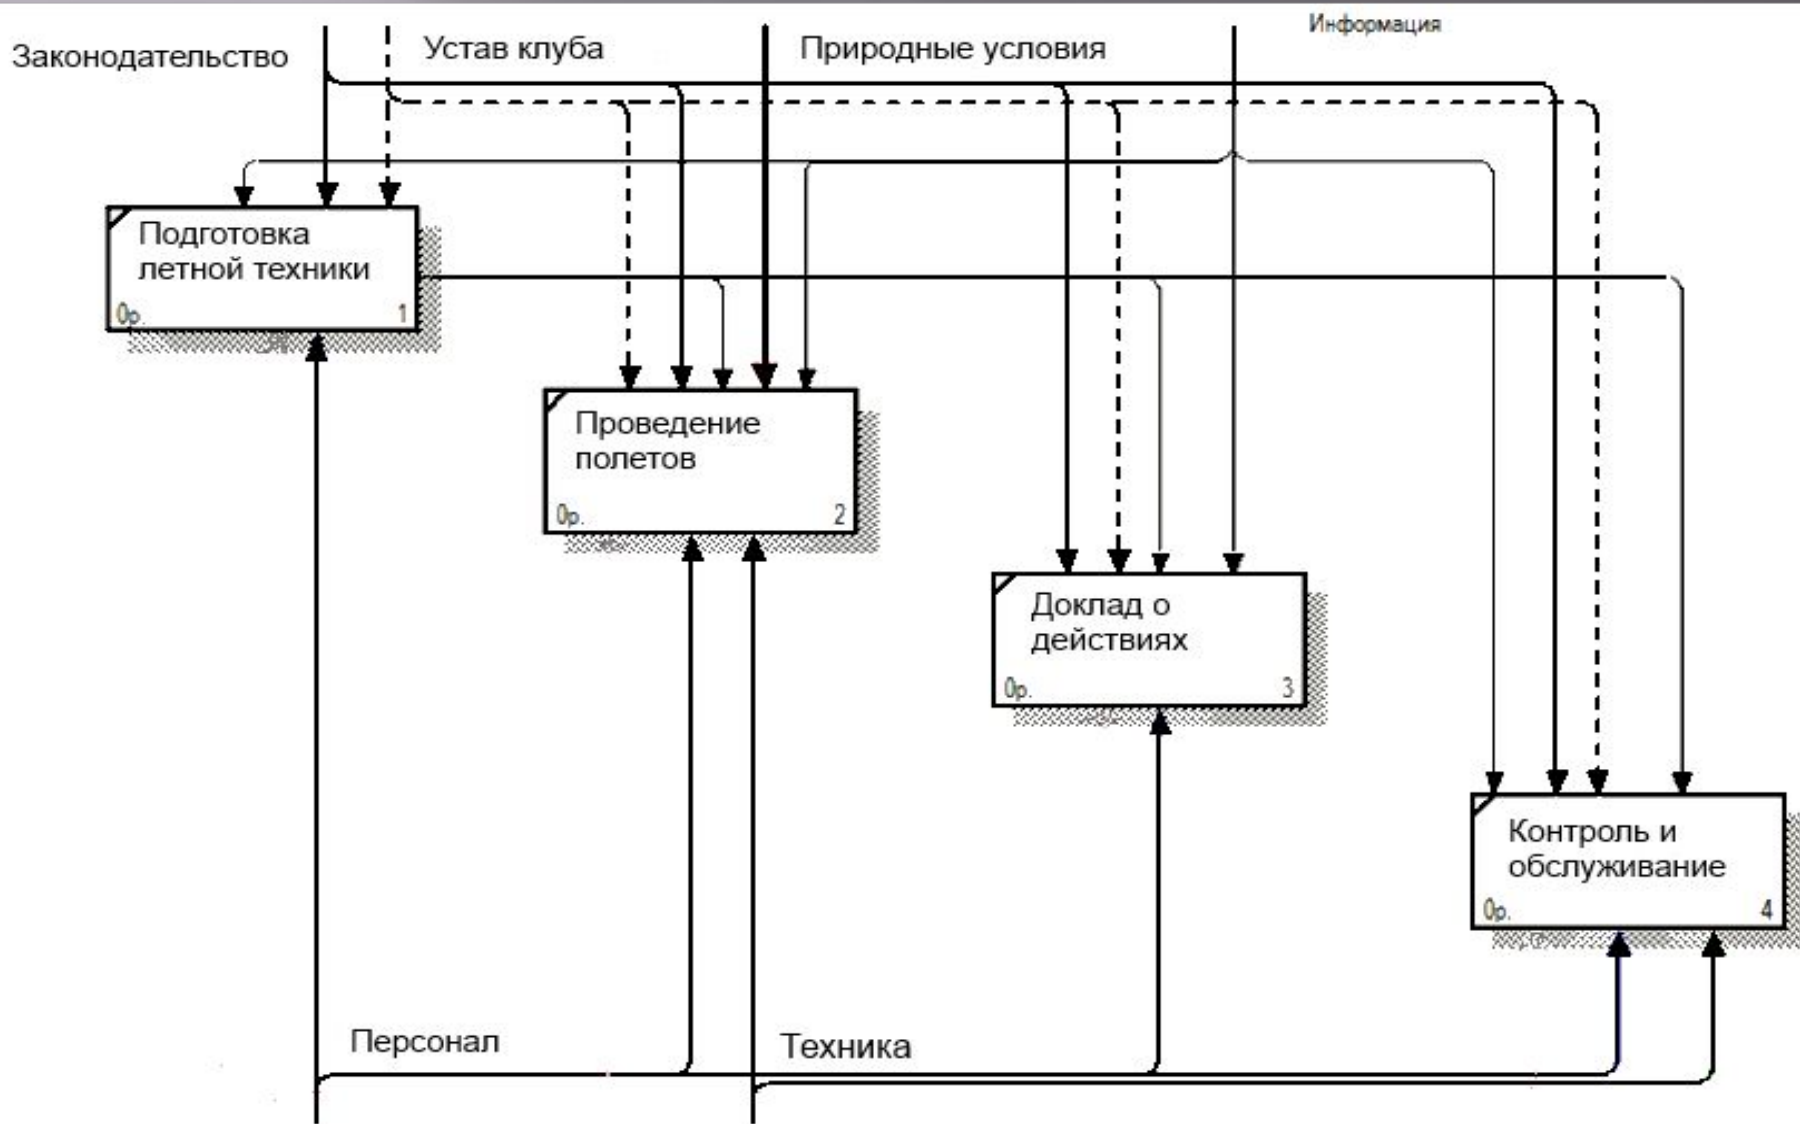 Информация
Законодательство
Устав клуба
Природные условия
Подготовка
летной техники
0р.
1
Проведение
полетов
0р.
2
Доклад о
действиях
0р.
3
Контроль и
обслуживание
0р.
4
Персонал
Техника